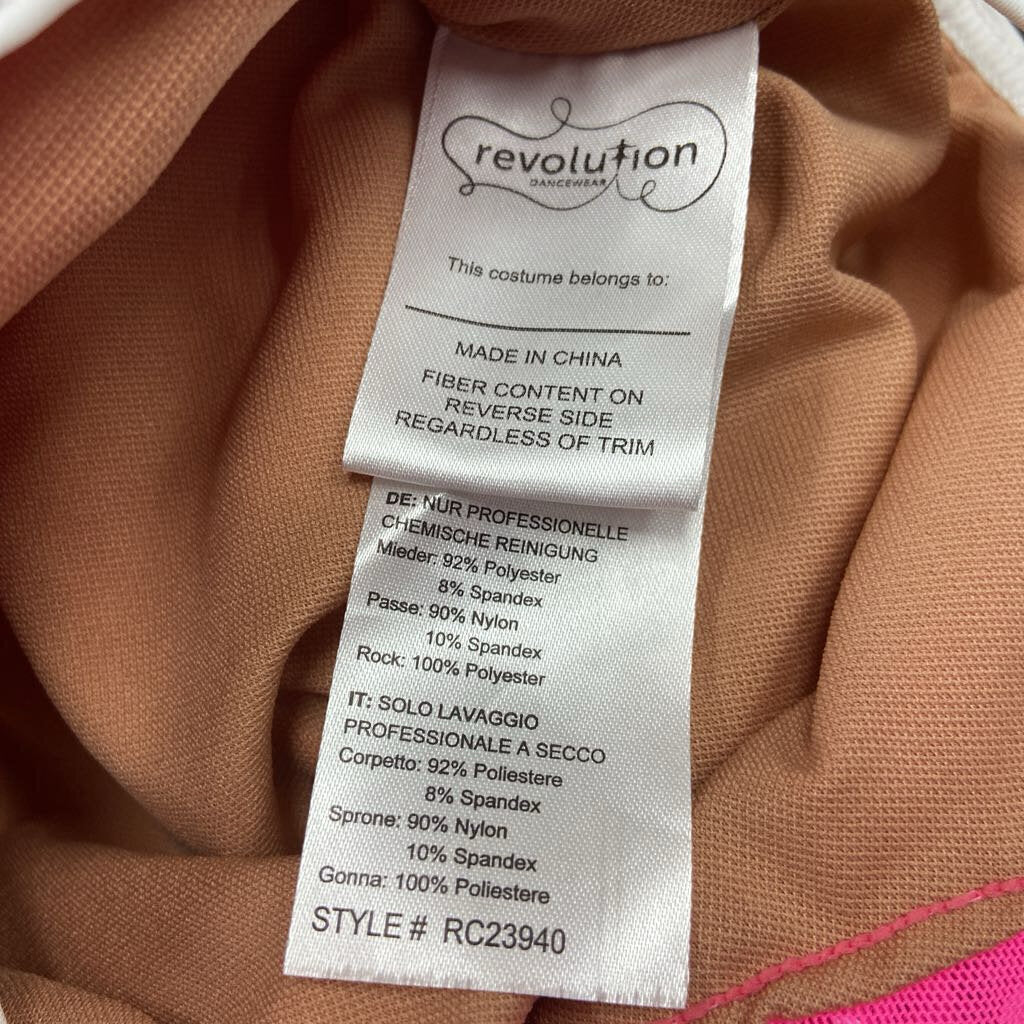 revolution
DANCEWEAR
This costume belongs to:
MADE IN CHINA
FIBER CONTENT ON
REVERSE SIDE
REGARDLESS OF TRIM
DE: NUR PROFESSIONELLE
CHEMISCHE REINIGUNG
Mieder: 92% Polyester
8% Spandex
Passe: 90% Nylon
10% Spandex
Rock: 100% Polyester
IT: SOLO LAVAGGIO
PROFESSIONALE A SECCO
Corpetto: 92% Poliestere
8% Spandex
Sprone: 90% Nylon
10% Spandex
Gonna: 100% Poliestere
STYLE# RC23940